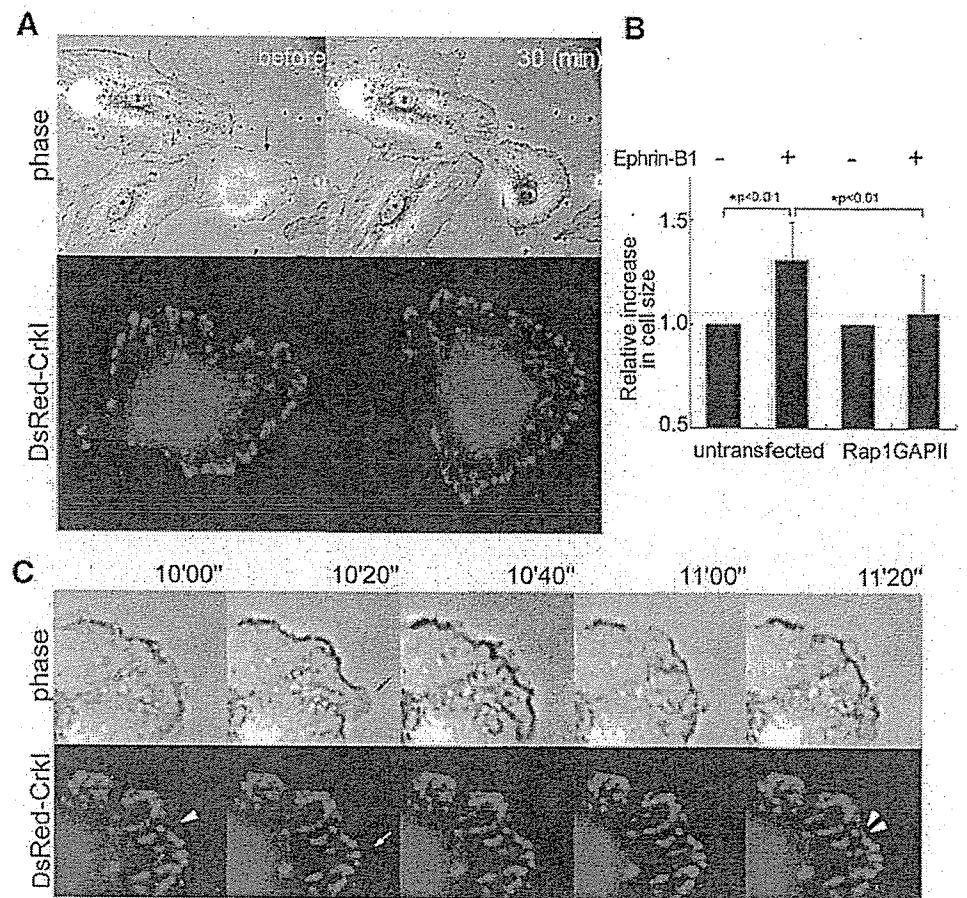 A
before
30 (min)
phase
DsRed-CrkI
B
Ephrin-B1 - + - +
*p<0.01 *p<0.01
Relative increase
in cell size
1.5
1.0
0.5
untransfected Rap1GAPII
C
10'00" 10'20" 10'40" 11'00" 11'20"
phase
DsRed-CrkI